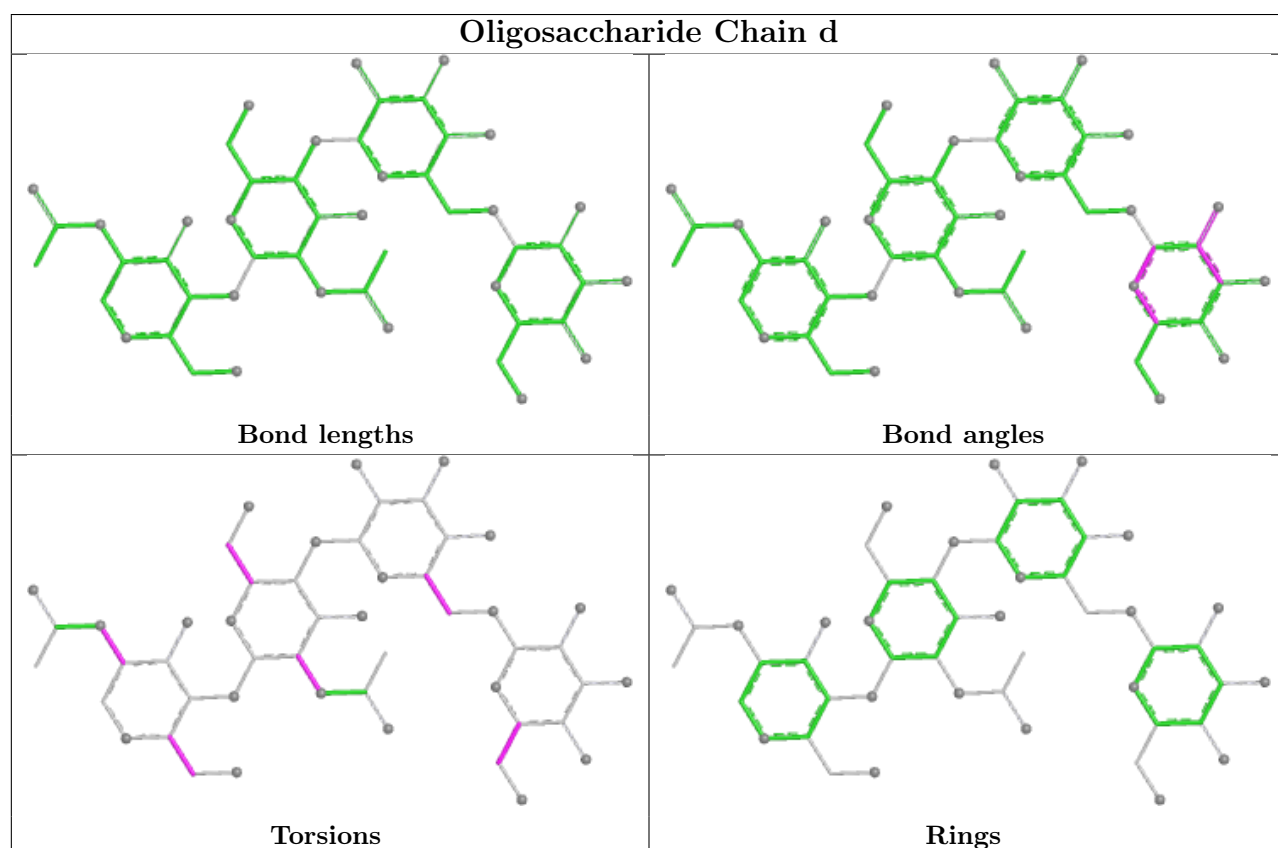 Oligosaccharide Chain d
Bond lengths
Bond angles
Torsions
Rings